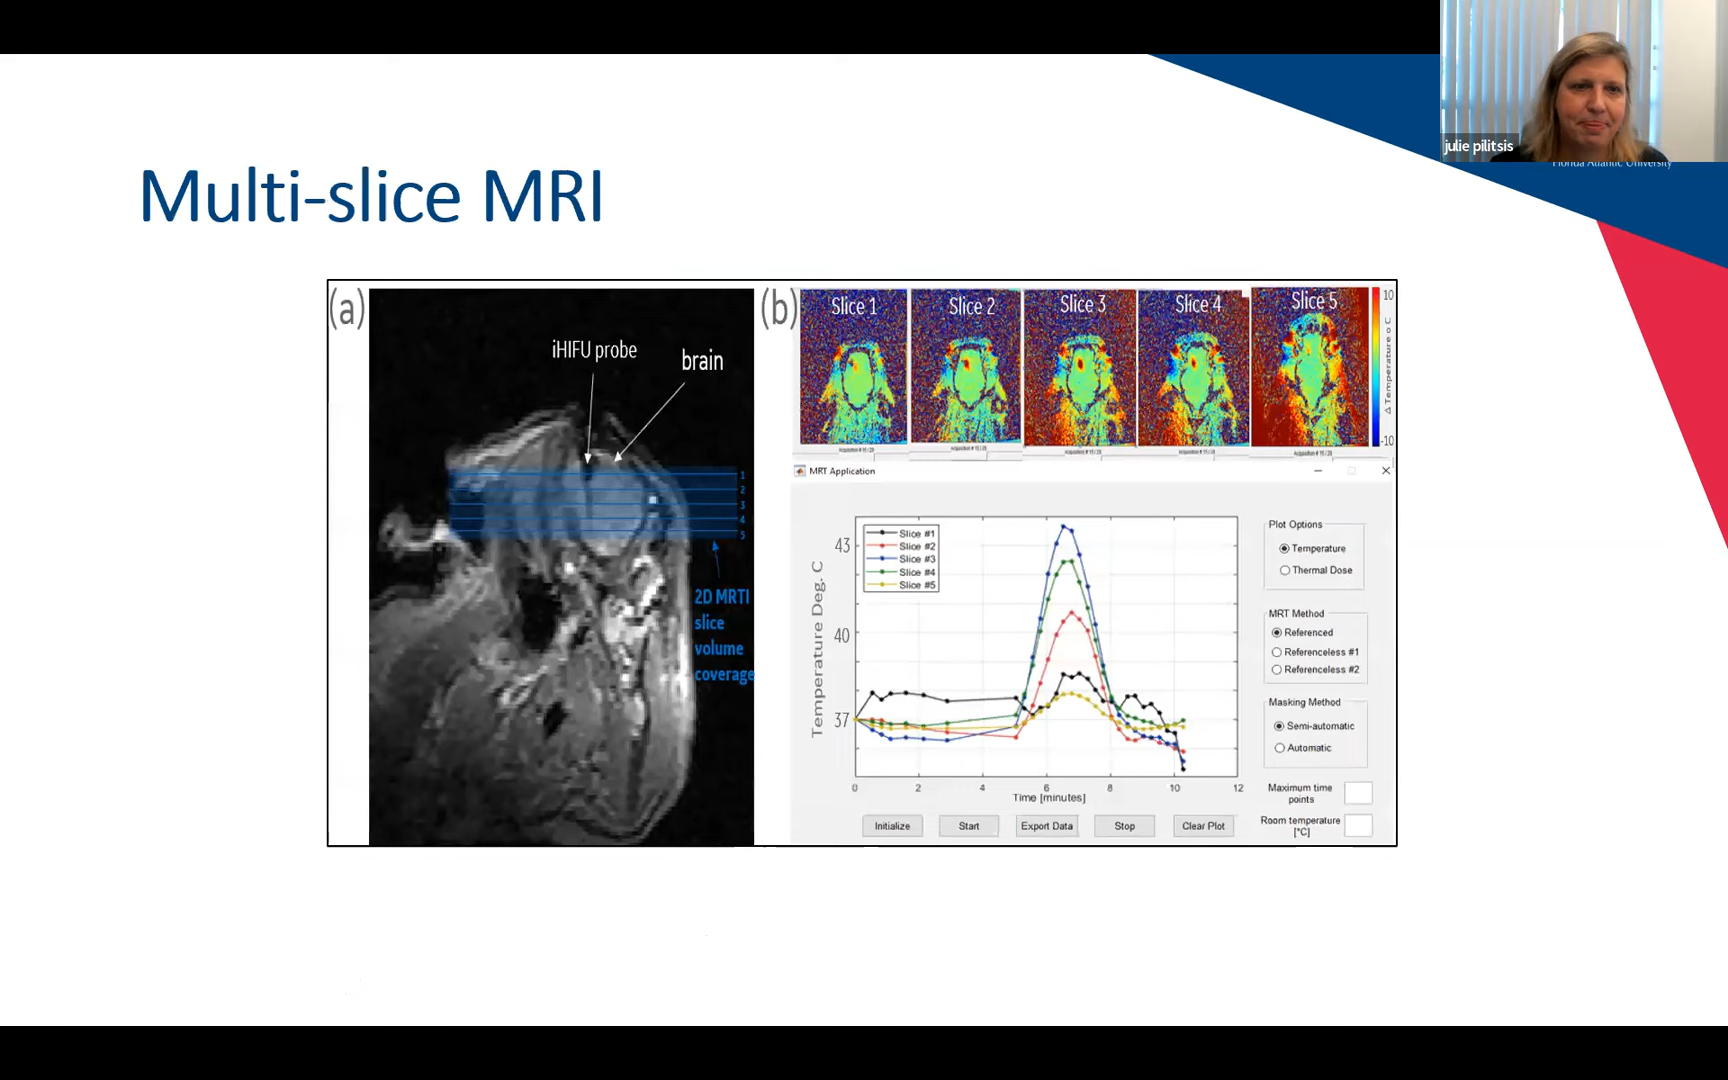 julie pilitsis
Florida Atlantic University
Multi-slice MRI
(a)
iHIFU probe
brain
1
2
3
4
5
2D MRTI
slice
volume
coverage
(b)
Slice 1
Slice 2
Slice 3
Slice 4
Slice 5
10
Δ Temperature o C
-10
MRT Application
Slice #1
Slice #2
Slice #3
Slice #4
Slice #5
43
40
37
Temperature Deg. C
0 2 4 6 8 10 12
Time [minutes]
Plot Options
Temperature
Thermal Dose
MRT Method
Referenced
Referenceless #1
Referenceless #2
Masking Method
Semi-automatic
Automatic
Maximum time
points
Room temperature
[°C]
Initialize
Start
Export Data
Stop
Clear Plot